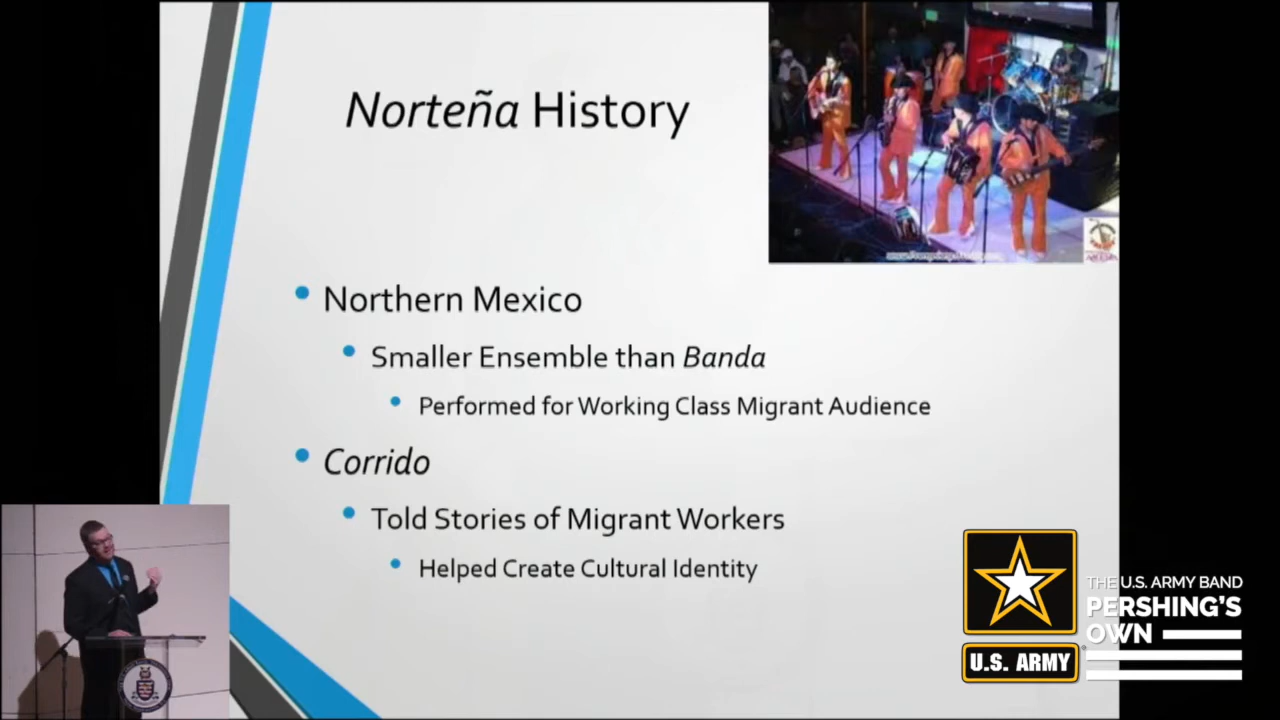 Norteña History
Northern Mexico
Smaller Ensemble than Banda
Performed for Working Class Migrant Audience
Corrido
Told Stories of Migrant Workers
Helped Create Cultural Identity
THE U.S. ARMY BAND
PERSHING'S
OWN
U.S. ARMY